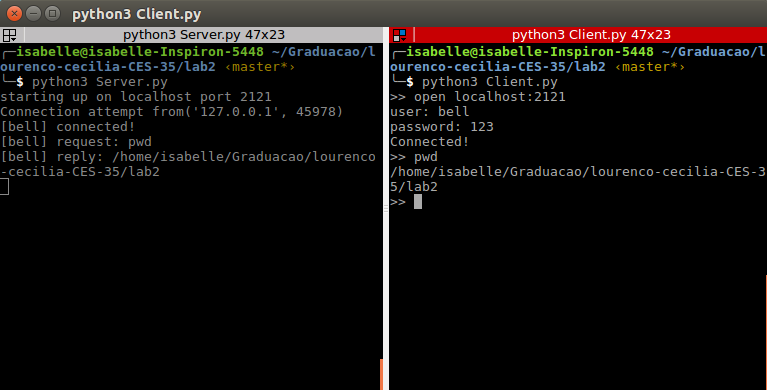 python3 Client.py
python3 Server.py 47x23
╭─isabelle@isabelle-Inspiron-5448 ~/Graduacao/l
ourenco-cecilia-CES-35/lab2 ‹master*›
╰─$ python3 Server.py
starting up on localhost port 2121
Connection attempt from('127.0.0.1', 45978)
[bell] connected!
[bell] request: pwd
[bell] reply: /home/isabelle/Graduacao/lourenco
-cecilia-CES-35/lab2
python3 Client.py 47x23
╭─isabelle@isabelle-Inspiron-5448 ~/Graduacao/l
ourenco-cecilia-CES-35/lab2 ‹master*›
╰─$ python3 Client.py
>> open localhost:2121
user: bell
password: 123
Connected!
>> pwd
/home/isabelle/Graduacao/lourenco-cecilia-CES-3
5/lab2
>>